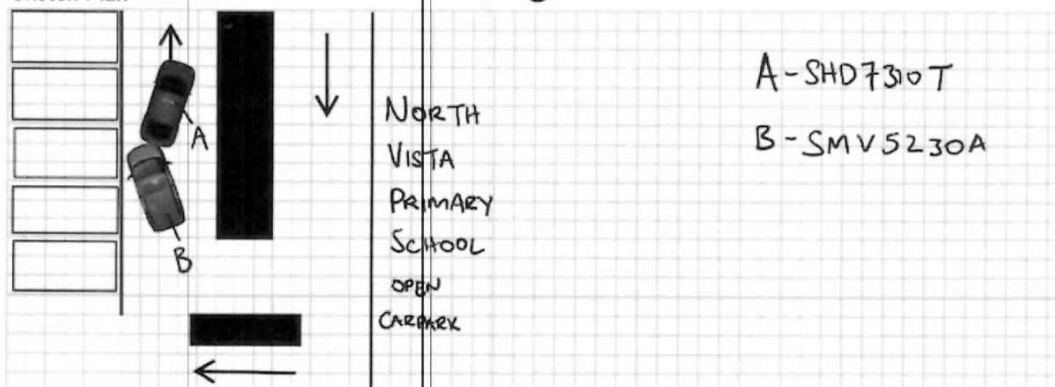 A
B
NORTH
VISTA
PRIMARY
SCHOOL
OPEN
CARPARK
A-SHD7310T
B-SMV5230A